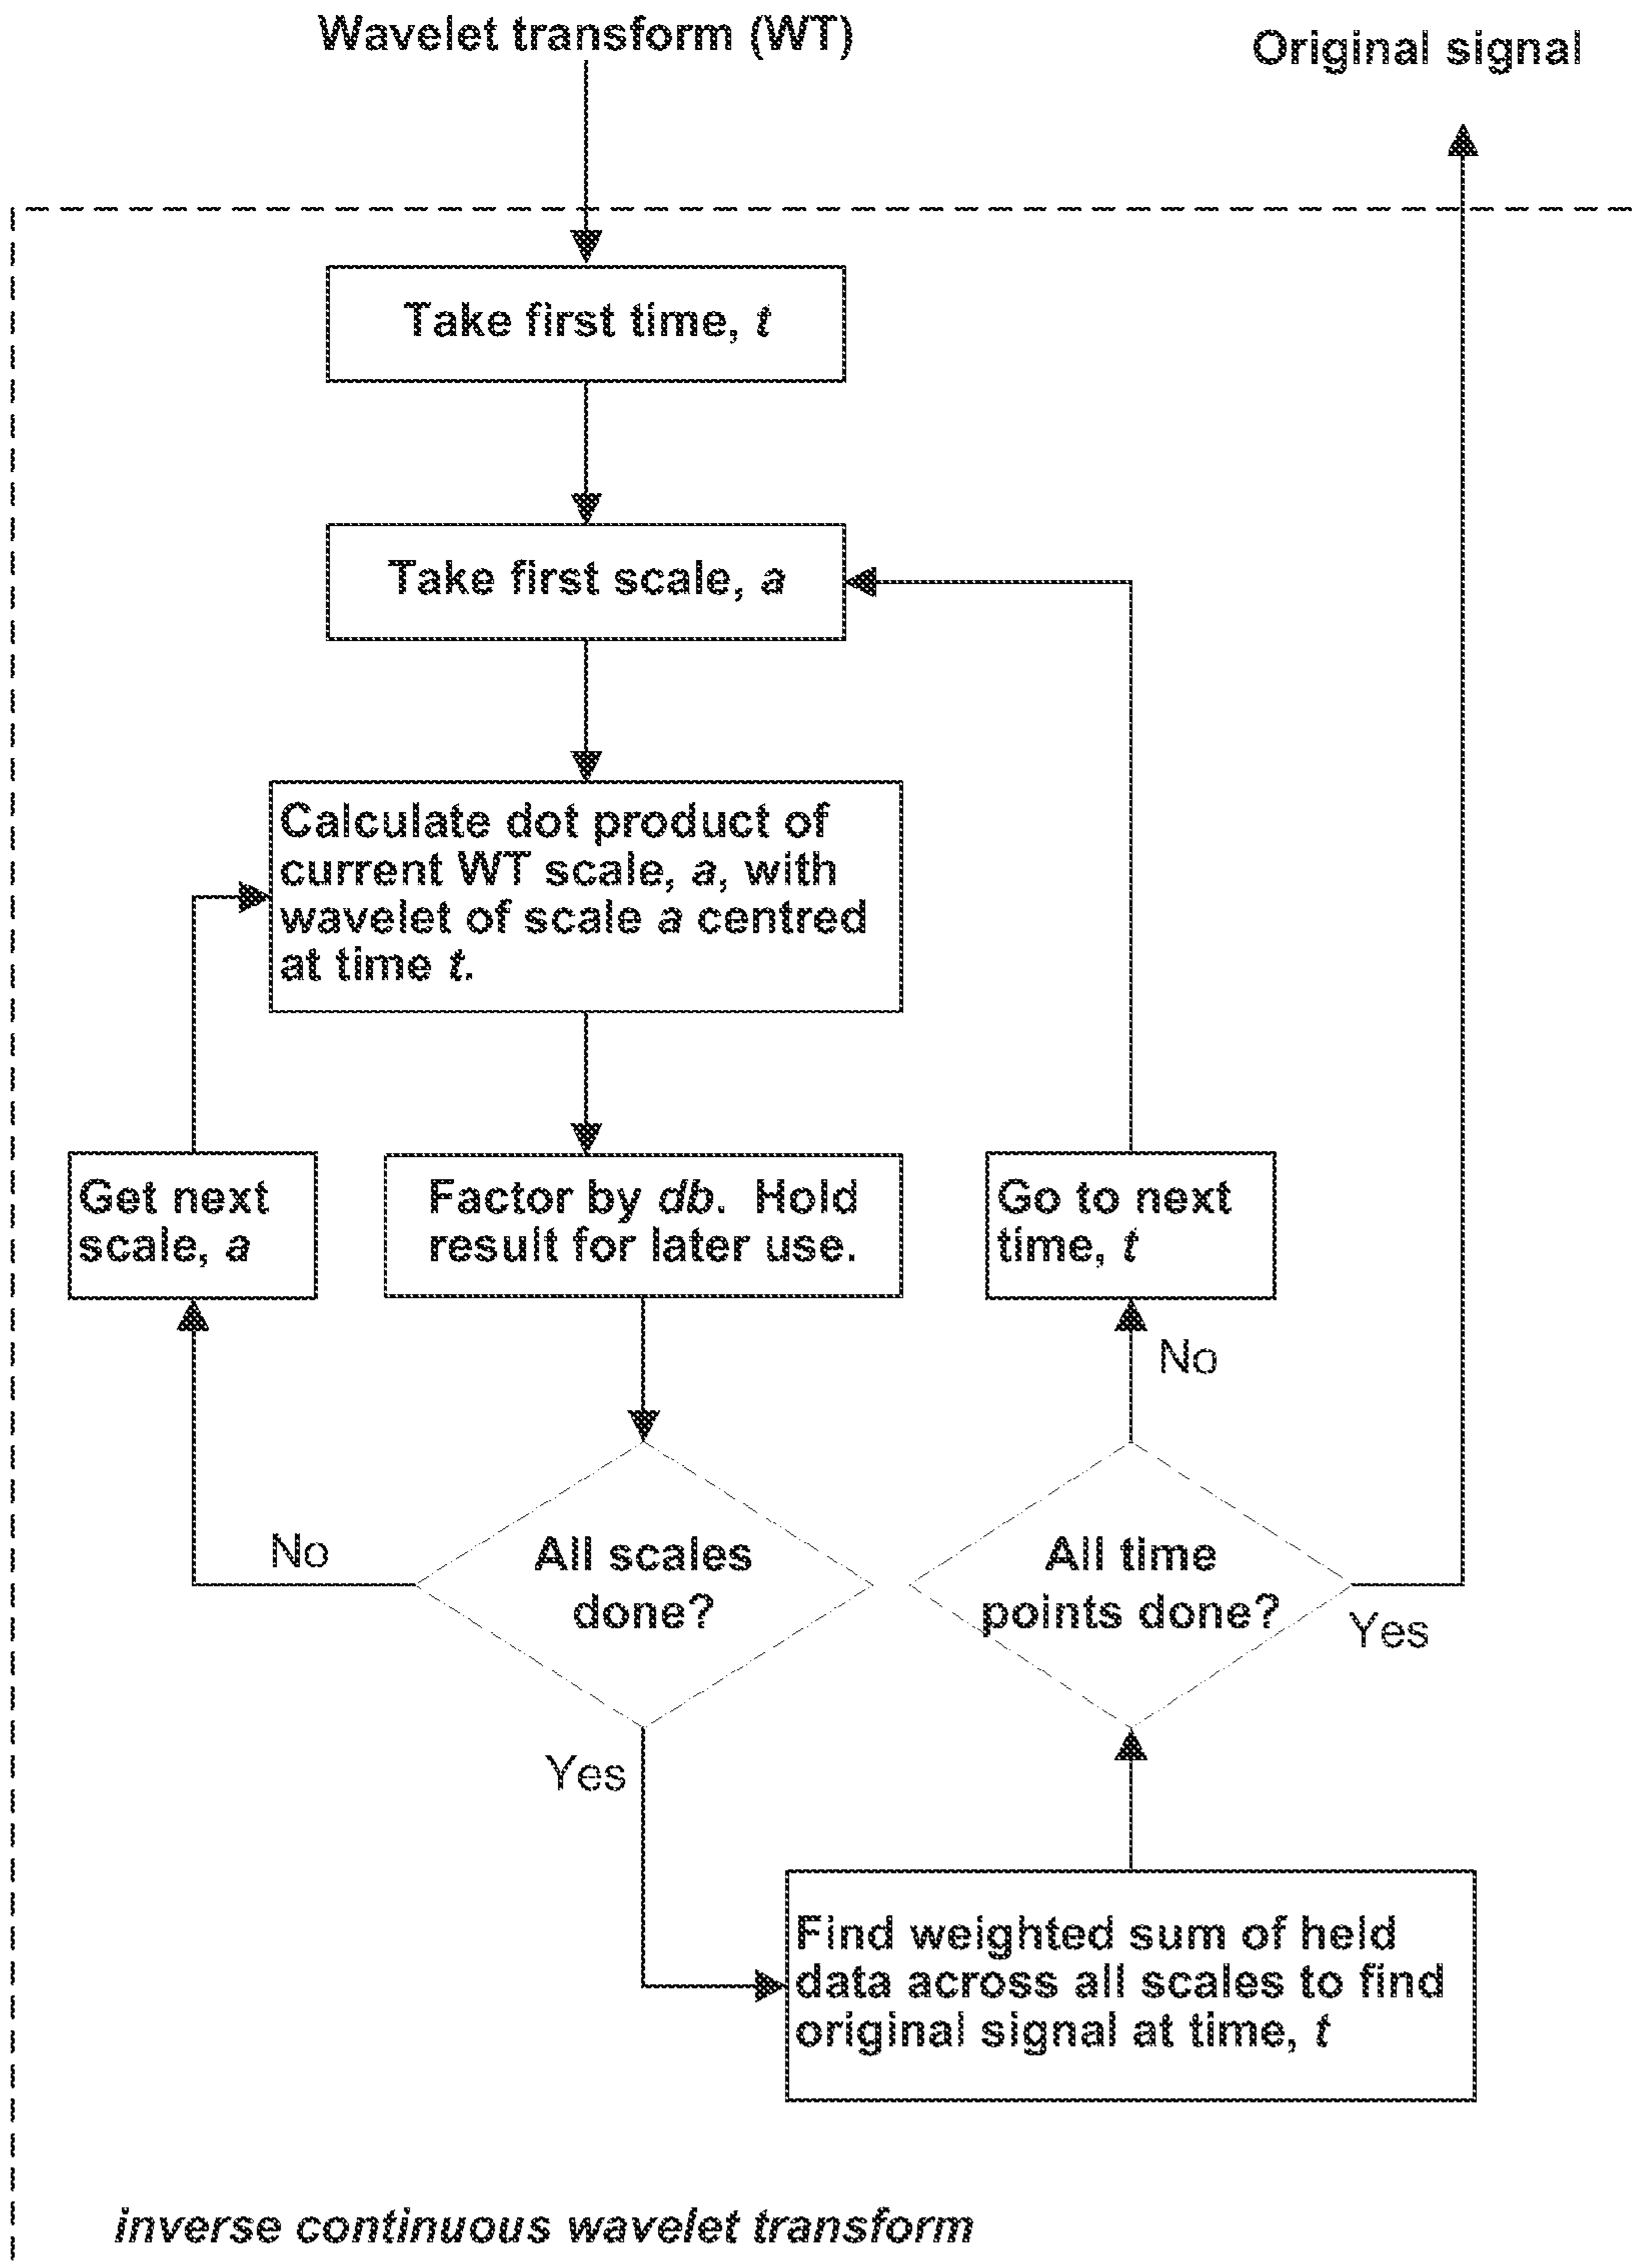 Wavelet transform (WT)
Original signal
Take first time, t
Take first scale, a
Calculate dot product of
current WT scale, a, with
wavelet of scale a centred
at time t.
Get next
scale, a
Factor by db.  Hold
result for later use.
Go to next
time, t
No
No
All scales
done?
All time
points done?
Yes
Yes
Find weighted sum of held
data across all scales to find
original signal at time, t
inverse continuous wavelet transform